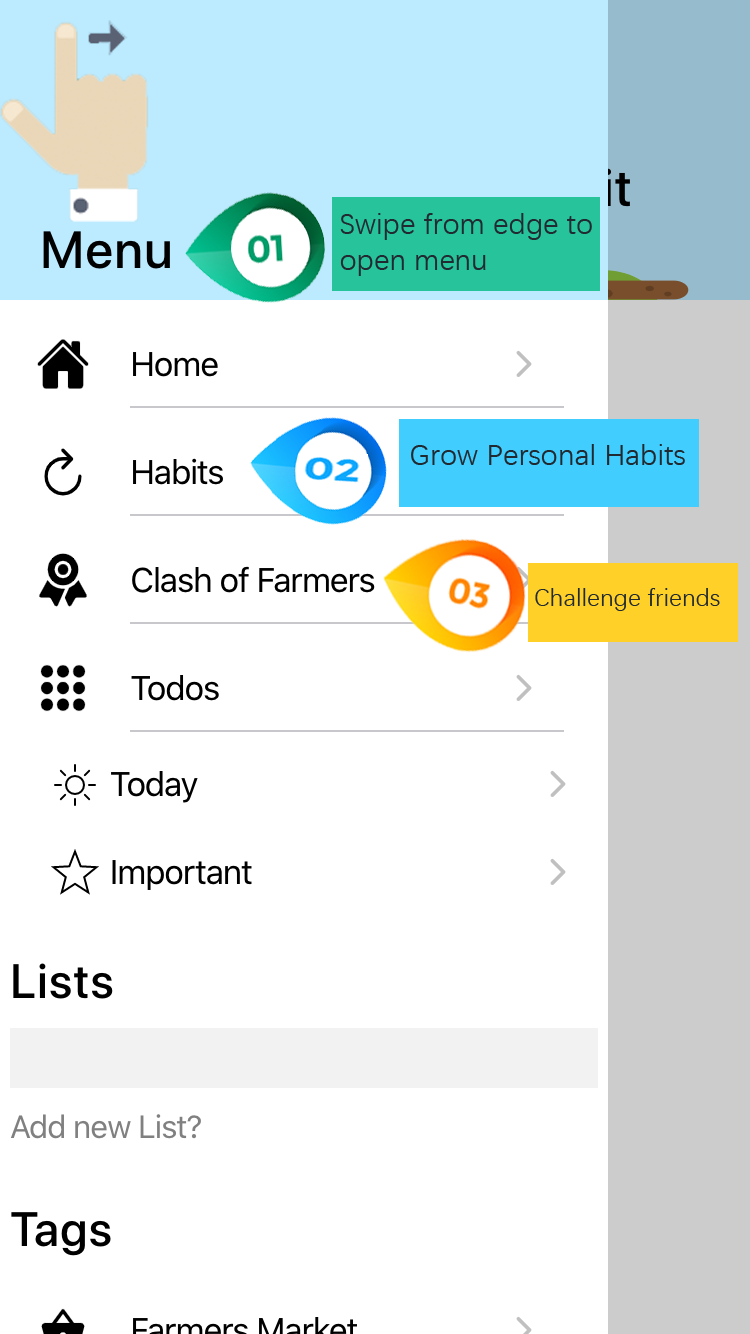 it
Menu
01
Swipe from edge to
open menu
Home
Habits
02
Grow Personal Habits
Clash of Farmers
03
Challenge friends
Todos
Today
Important
Lists
Add new List?
Tags
Farmers Market